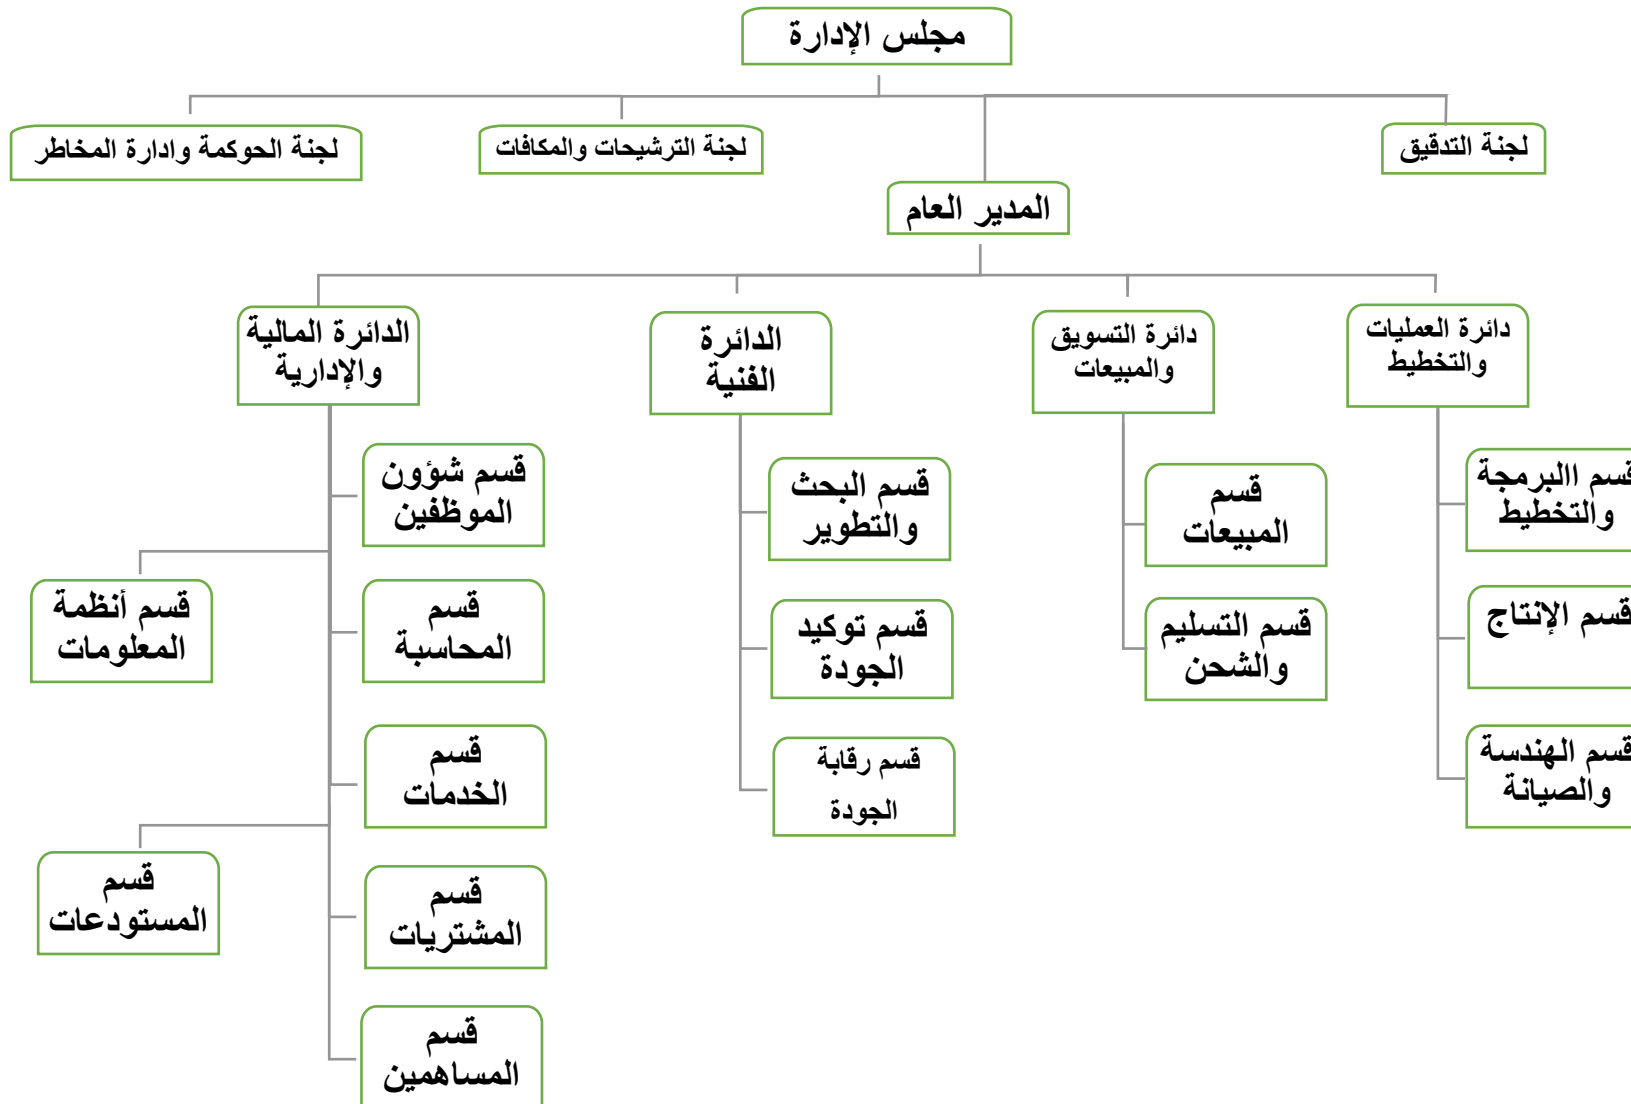 مجلس الإدارة
لجنة التدقيق
لجنة الترشيحات والمكافات
لجنة الحوكمة وادارة المخاطر
المدير العام
دائرة العمليات
والتخطيط
دائرة التسويق
والمبيعات
الدائرة
الفنية
الدائرة المالية
والإدارية
قسم االبرمجة
والتخطيط
قسم الإنتاج
قسم الهندسة
والصيانة
قسم
المبيعات
قسم التسليم
والشحن
قسم البحث
والتطوير
قسم توكيد
الجودة
قسم رقابة
الجودة
قسم شؤون
الموظفين
قسم أنظمة
المعلومات
قسم
المحاسبة
قسم
الخدمات
قسم
المستودعات
قسم
المشتريات
قسم
المساهمين